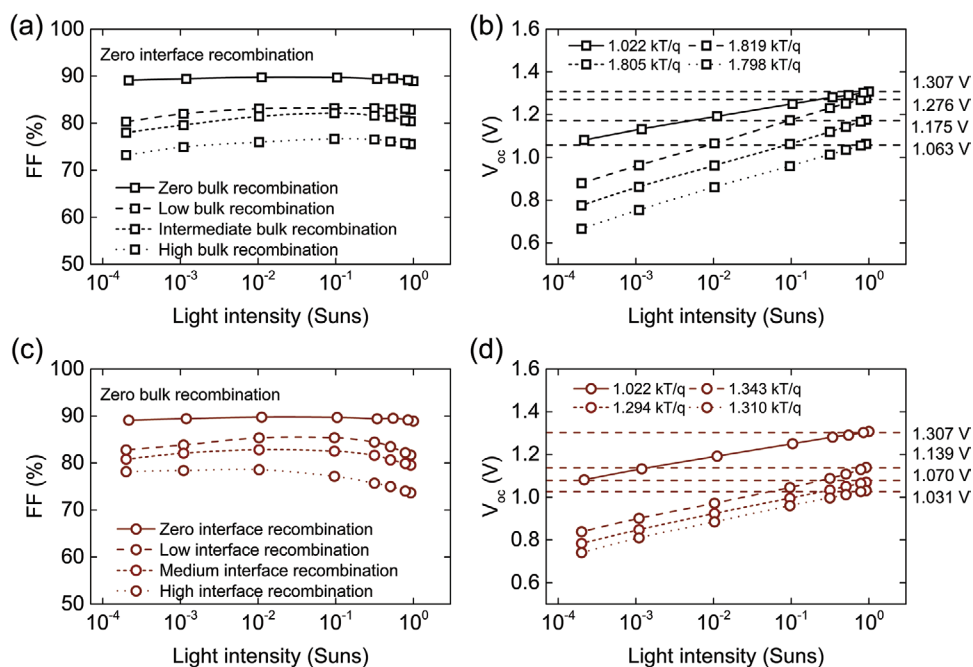 (a)
100
90
80
70
60
50
FF (%)
Zero interface recombination
Zero bulk recombination
Low bulk recombination
Intermediate bulk recombination
High bulk recombination
10-4
10-3
10-2
10-1
100
Light intensity (Suns)
(b)
1.6
1.4
1.2
1.0
0.8
0.6
Voc (V)
1.022 kT/q
1.819 kT/q
1.805 kT/q
1.798 kT/q
1.307 V
1.276 V
1.175 V
1.063 V
10-4
10-3
10-2
10-1
100
Light intensity (Suns)
(c)
100
90
80
70
60
50
FF (%)
Zero bulk recombination
Zero interface recombination
Low interface recombination
Medium interface recombination
High interface recombination
10-4
10-3
10-2
10-1
100
Light intensity (Suns)
(d)
1.6
1.4
1.2
1.0
0.8
0.6
Voc (V)
1.022 kT/q
1.343 kT/q
1.294 kT/q
1.310 kT/q
1.307 V
1.139 V
1.070 V
1.031 V
10-4
10-3
10-2
10-1
100
Light intensity (Suns)